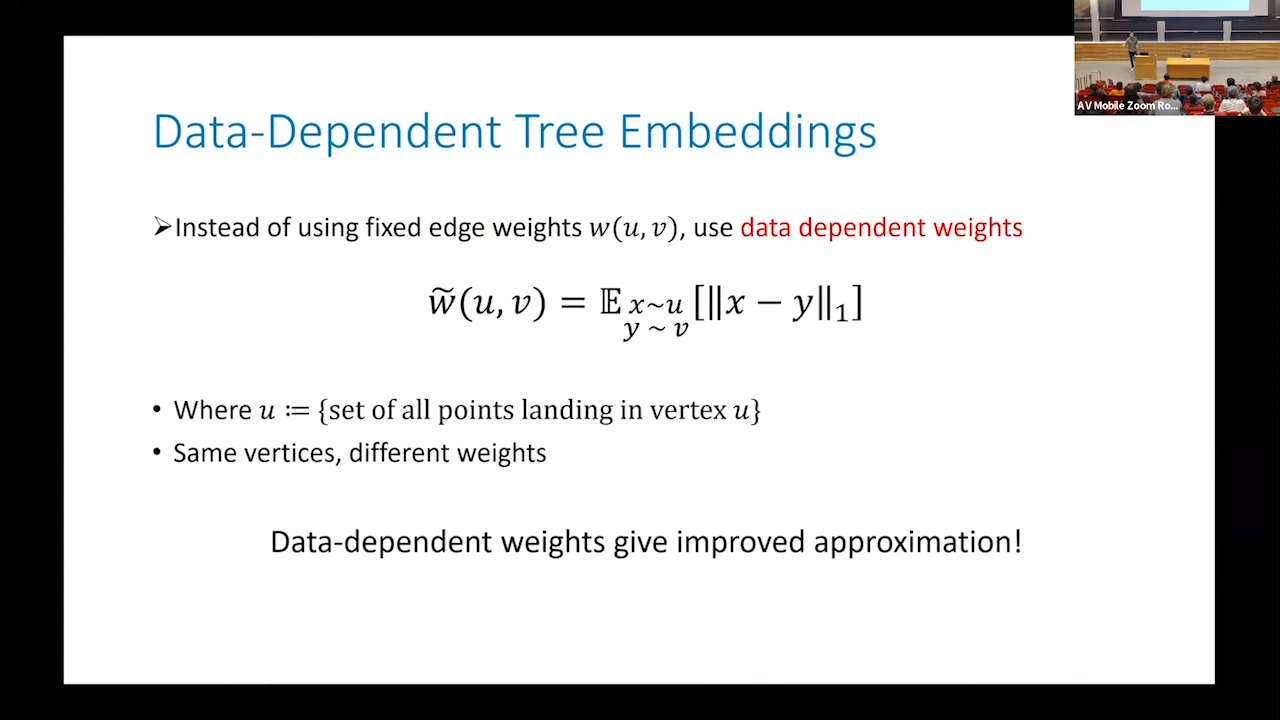 Data-Dependent Tree Embeddings
➢Instead of using fixed edge weights w(u, v), use data dependent weights
w̃(u, v) = 𝔼 x~u [‖x − y‖₁]
y ~ v
• Where u ≔ {set of all points landing in vertex u}
• Same vertices, different weights
Data-dependent weights give improved approximation!
AV Mobile Zoom Ro...